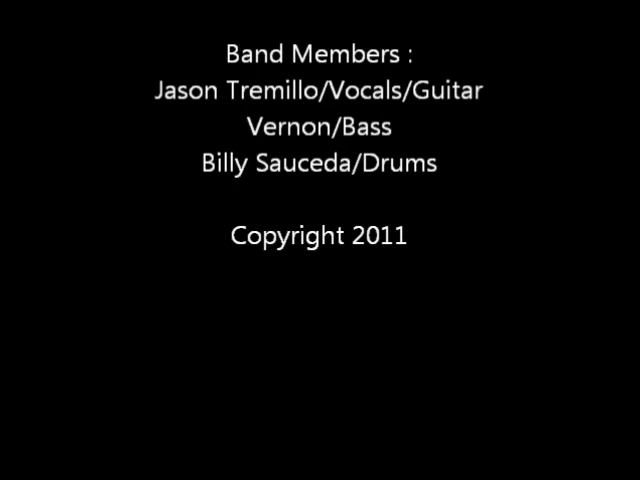 Band Members :
Jason Tremillo/Vocals/Guitar
Vernon/Bass
Billy Sauceda/Drums
Copyright 2011